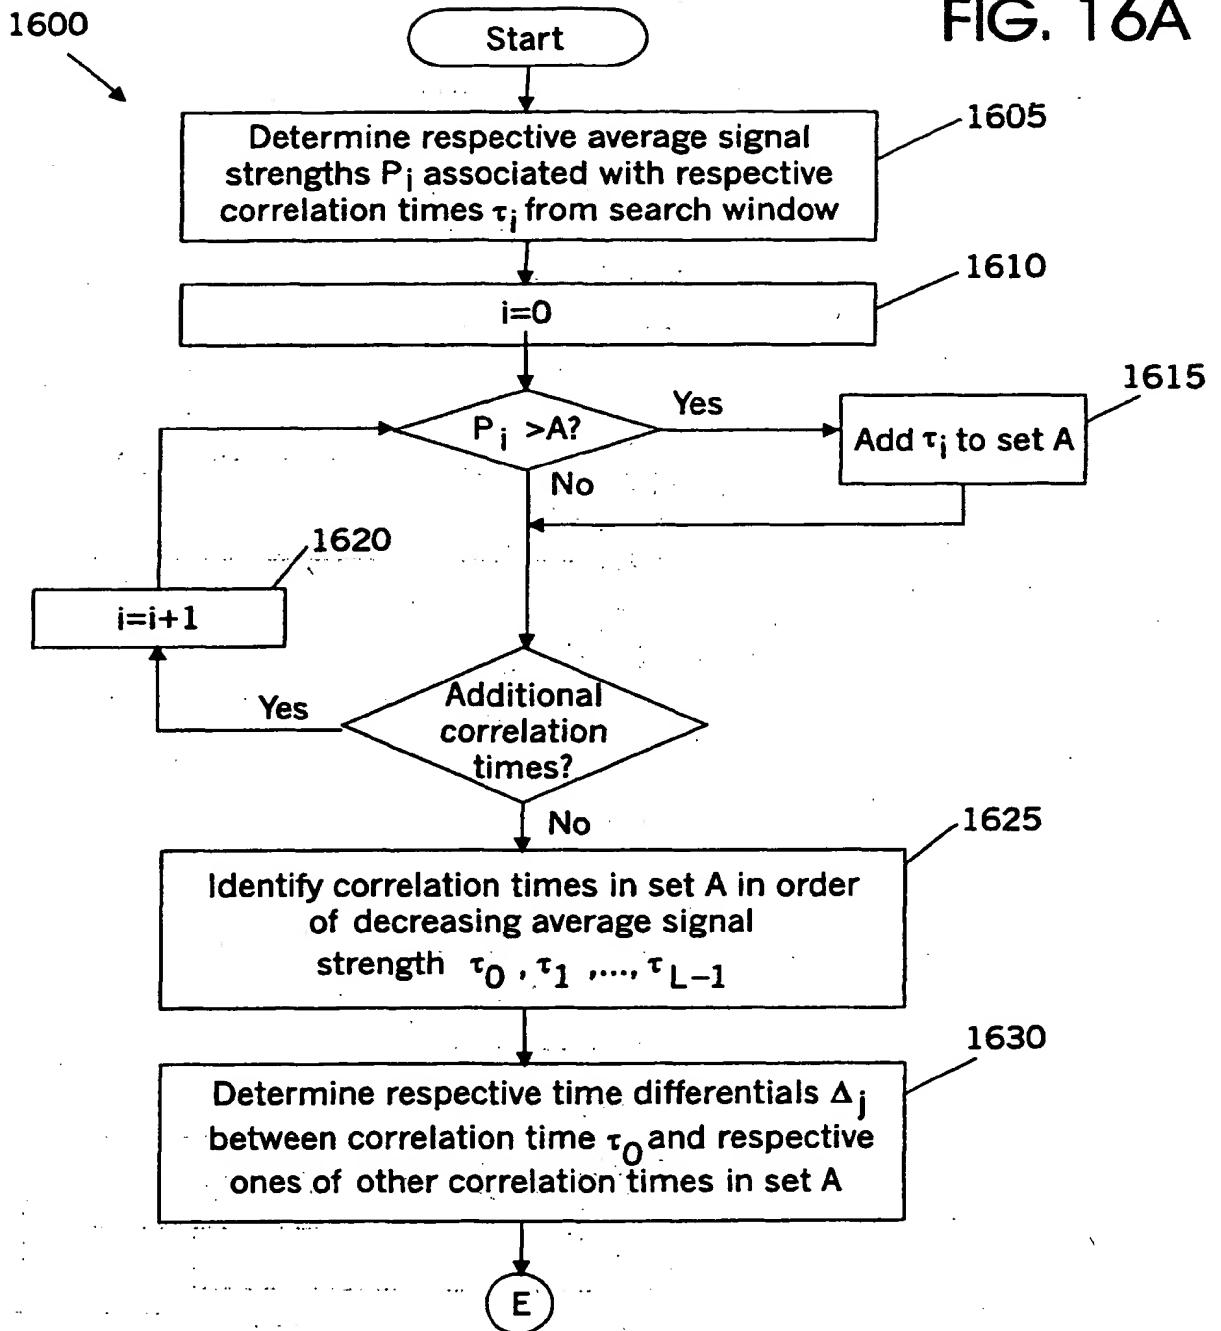 1600
FIG. 16A
Start
1605
Determine respective average signal
strengths Pi associated with respective
correlation times τi from search window
1610
i=0
1615
Pi >A?
Yes
Add τi to set A
No
1620
i=i+1
Yes
Additional
correlation
times?
No
1625
Identify correlation times in set A in order
of decreasing average signal
strength τ0 , τ1 ,..., τL-1
1630
Determine respective time differentials Δj
between correlation time τ0 and respective
ones of other correlation times in set A
E